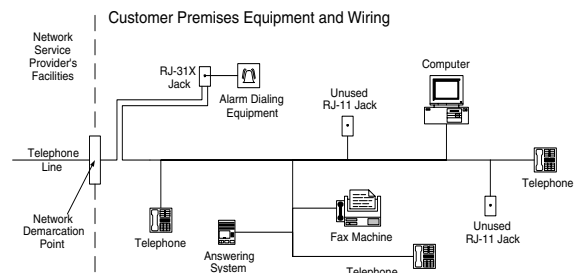 Customer Premises Equipment and Wiring
Network
Service
Provider's
Facilities
RJ-31X
Jack
Alarm Dialing
Equipment
Unused
RJ-11 Jack
Computer
Telephone
Line
Network
Demarcation
Point
Telephone
Answering
System
Fax Machine
Telephone
Unused
RJ-11 Jack
Telephone